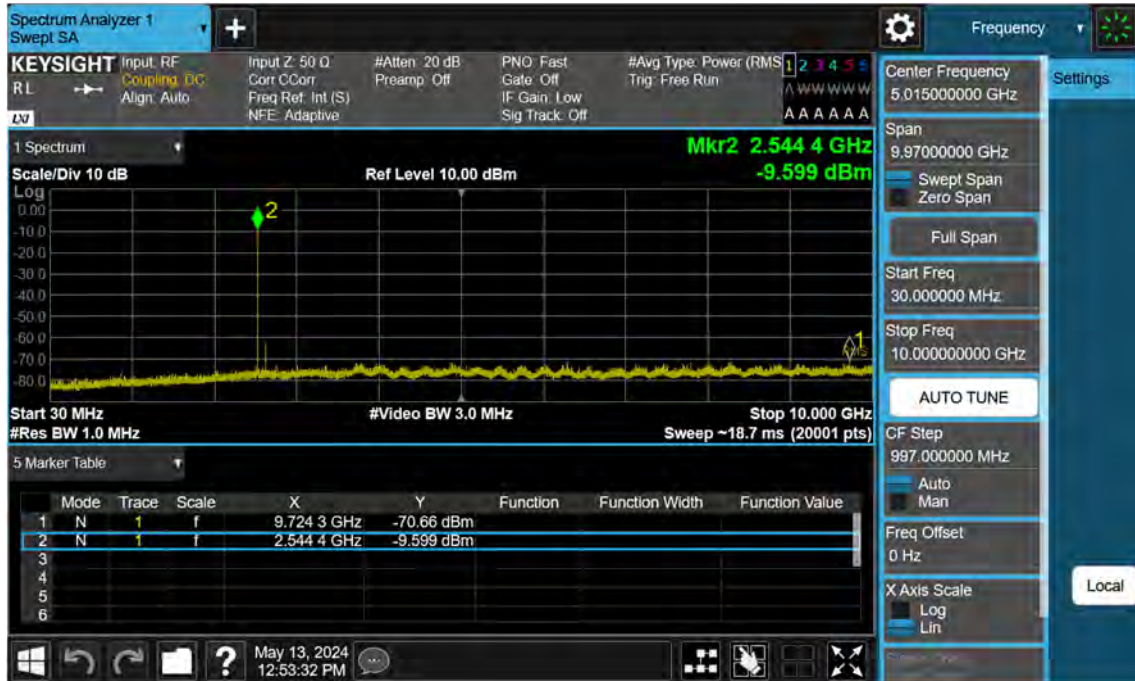 Spectrum Analyzer 1
Swept SA
Frequency
KEYSIGHT
RL
LXI
Input: RF
Coupling: DC
Align: Auto
Input Z: 50 Ω
Corr CCorr
Freq Ref: Int (S)
NFE: Adaptive
#Atten: 20 dB
Preamp: Off
PNO: Fast
Gate: Off
IF Gain: Low
Sig Track: Off
#Avg Type: Power (RMS
Trig: Free Run
1 2 3 4 5 6
A W W W W W
A A A A A A
1 Spectrum
Scale/Div 10 dB
Ref Level 10.00 dBm
Mkr2 2.544 4 GHz
-9.599 dBm
Log
0.00
-10.0
-20.0
-30.0
-40.0
-50.0
-60.0
-70.0
-80.0
2
1
RMS
Start 30 MHz
#Video BW 3.0 MHz
Stop 10.000 GHz
#Res BW 1.0 MHz
Sweep ~18.7 ms (20001 pts)
5 Marker Table
Mode Trace Scale X Y Function Function Width Function Value
1 N 1 f 9.724 3 GHz -70.66 dBm
2 N 1 f 2.544 4 GHz -9.599 dBm
3
4
5
6
May 13, 2024
12:53:32 PM
?
Center Frequency
5.015000000 GHz
Settings
Span
9.97000000 GHz
Swept Span
Zero Span
Full Span
Start Freq
30.000000 MHz
Stop Freq
10.000000000 GHz
AUTO TUNE
CF Step
997.000000 MHz
Auto
Man
Freq Offset
0 Hz
X Axis Scale
Log
Lin
Local